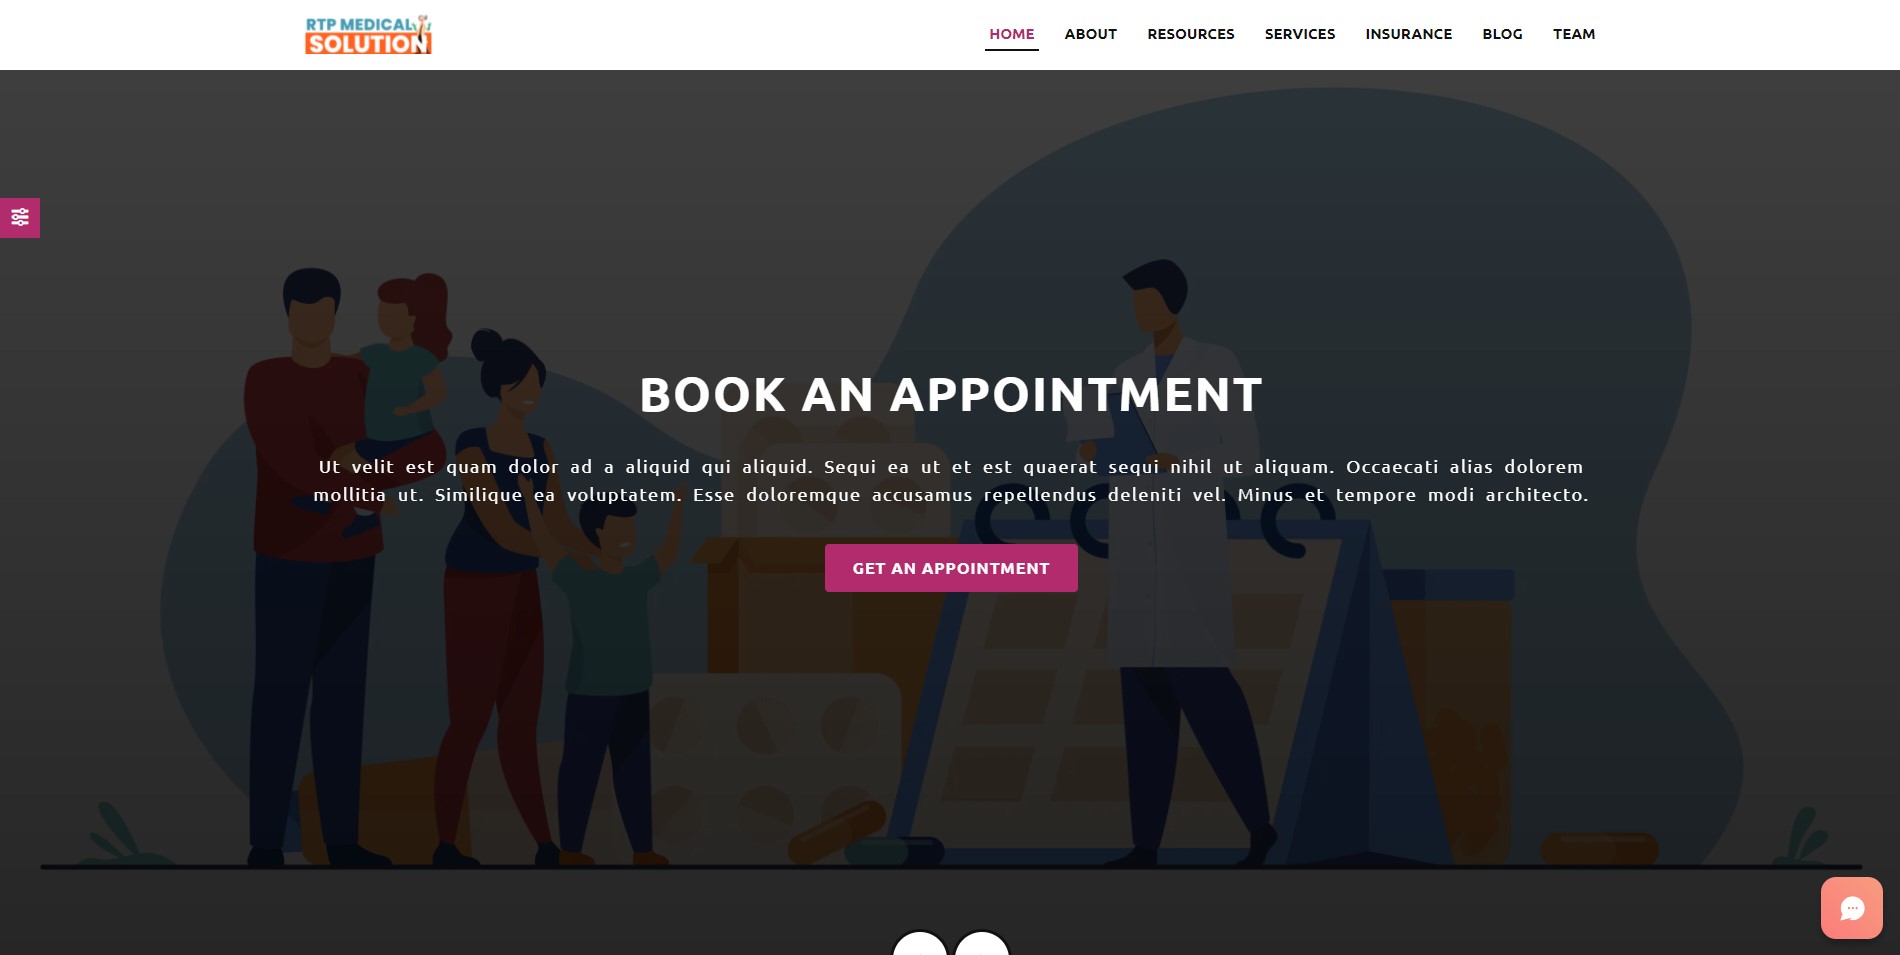 RTP MEDICAL
SOLUTION
HOME ABOUT RESOURCES SERVICES INSURANCE BLOG TEAM
BOOK AN APPOINTMENT
Ut velit est quam dolor ad a aliquid qui aliquid. Sequi ea ut et est quaerat sequi nihil ut aliquam. Occaecati alias dolorem
mollitia ut. Similique ea voluptatem. Esse doloremque accusamus repellendus deleniti vel. Minus et tempore modi architecto.
GET AN APPOINTMENT